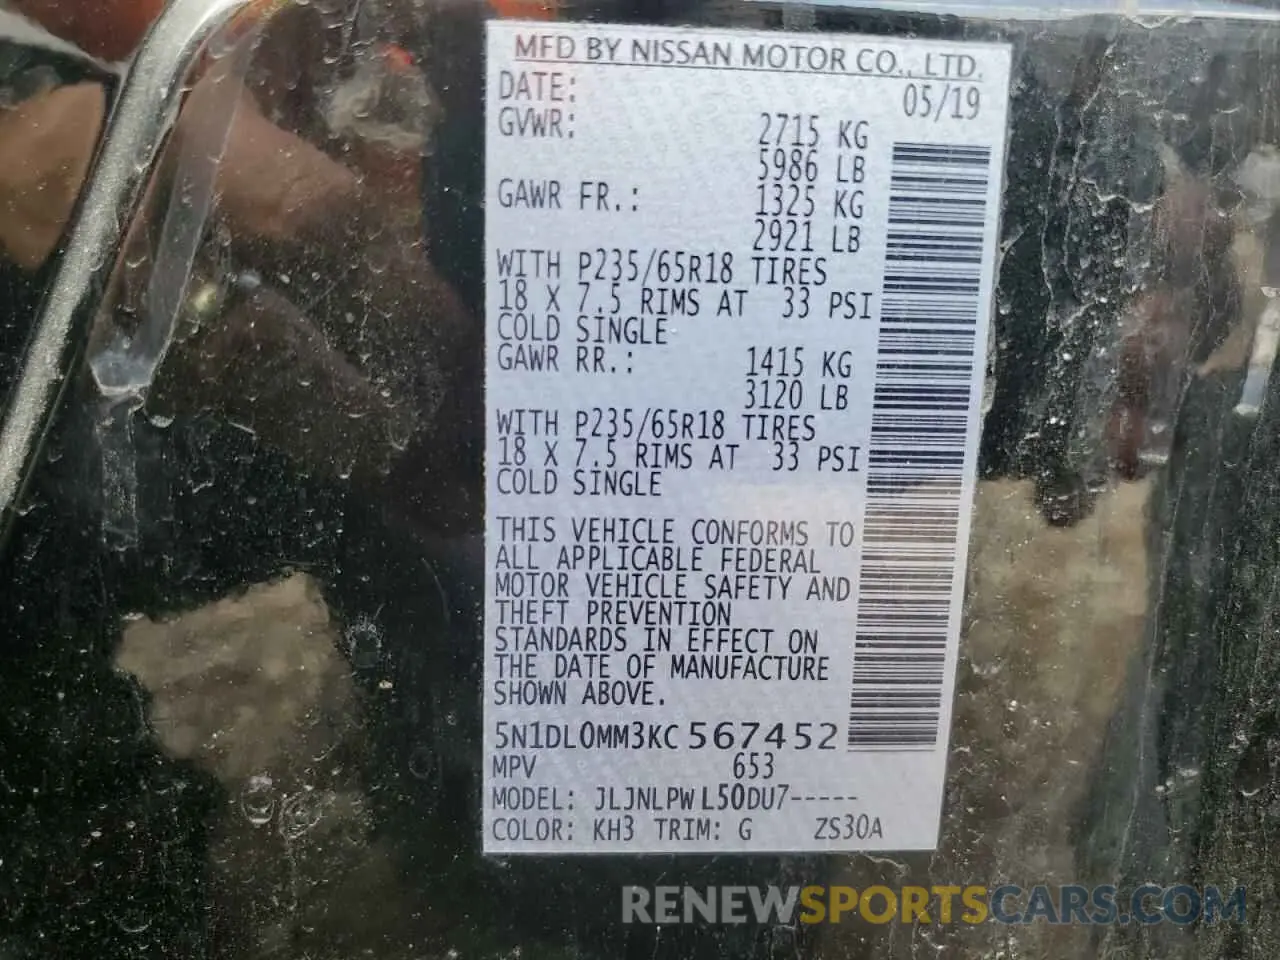 MFD BY NISSAN MOTOR CO., LTD.
DATE: 05/19
GVWR: 2715 KG
5986 LB
GAWR FR.: 1325 KG
2921 LB
WITH P235/65R18 TIRES
18 X 7.5 RIMS AT 33 PSI
COLD SINGLE
GAWR RR.: 1415 KG
3120 LB
WITH P235/65R18 TIRES
18 X 7.5 RIMS AT 33 PSI
COLD SINGLE
THIS VEHICLE CONFORMS TO
ALL APPLICABLE FEDERAL
MOTOR VEHICLE SAFETY AND
THEFT PREVENTION
STANDARDS IN EFFECT ON
THE DATE OF MANUFACTURE
SHOWN ABOVE.
5N1DL0MM3KC567452
MPV 653
MODEL: JLJNLPWL50DU7-----
COLOR: KH3 TRIM: G ZS30A
RENEWSPORTSCARS.COM